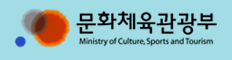 문화체육관광부
Ministry of Culture, Sports and Tourism